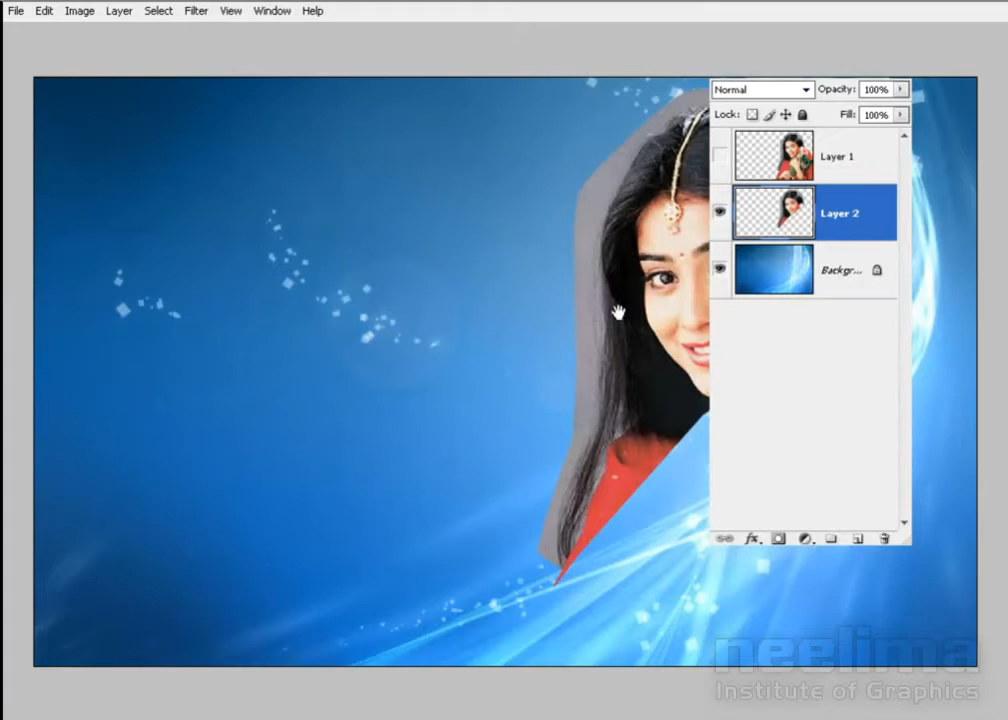 File Edit Image Layer Select Filter View Window Help
Normal Opacity: 100%
Lock: Fill: 100%
Layer 1
Layer 2
Backgr...
fx.
neelima
Institute of Graphics